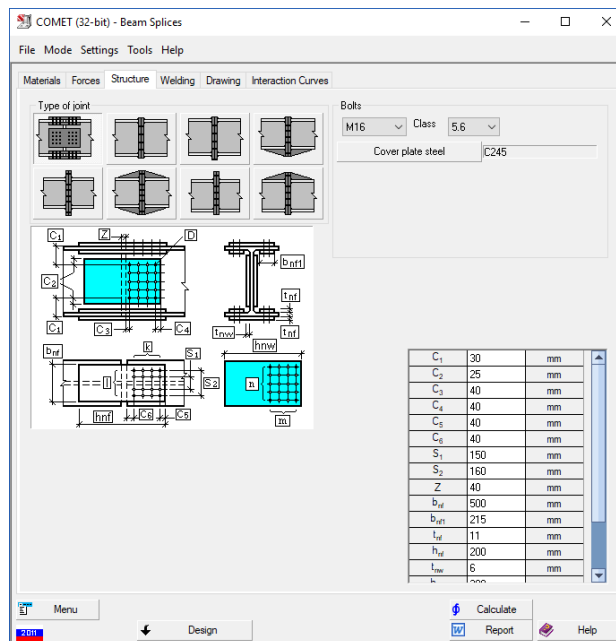 COMET (32-bit) - Beam Splices
File Mode Settings Tools Help
Materials Forces Structure Welding Drawing Interaction Curves
Type of joint
Bolts
M16 Class 5.6
Cover plate steel C245
C₁ Z D
C₂ bnf1
C₁ C₃ C₄ tnw tnf tnf
k hnw
bnf l S₁ S₂ n
hnf C₆ C₅ m
C₁ 30 mm
C₂ 25 mm
C₃ 40 mm
C₄ 40 mm
C₅ 40 mm
C₆ 40 mm
S₁ 150 mm
S₂ 160 mm
Z 40 mm
bnf 500 mm
bnf1 215 mm
tnf 11 mm
hnf 200 mm
tnw 6 mm
Menu
Calculate
2011
Design
Report
Help